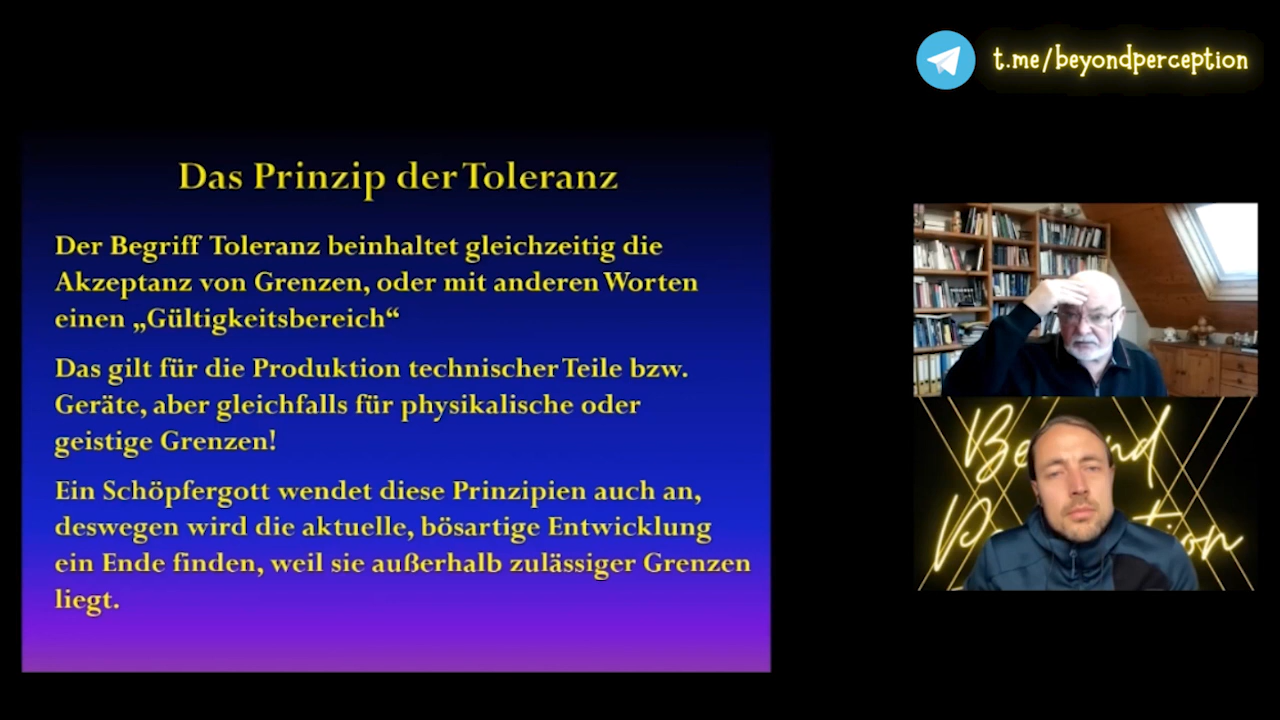 t.me/beyondperception
Das Prinzip der Toleranz
Der Begriff Toleranz beinhaltet gleichzeitig die
Akzeptanz von Grenzen, oder mit anderen Worten
einen „Gültigkeitsbereich“
Das gilt für die Produktion technischer Teile bzw.
Geräte, aber gleichfalls für physikalische oder
geistige Grenzen!
Ein Schöpfergott wendet diese Prinzipien auch an,
deswegen wird die aktuelle, bösartige Entwicklung
ein Ende finden, weil sie außerhalb zulässiger Grenzen
liegt.